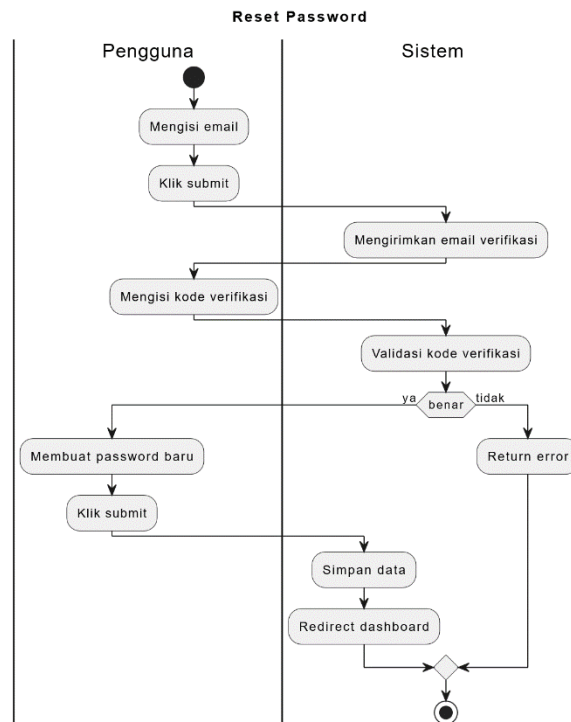 Reset Password
Pengguna
Sistem
Mengisi email
Klik submit
Mengirimkan email verifikasi
Mengisi kode verifikasi
Validasi kode verifikasi
ya
benar
tidak
Membuat password baru
Return error
Klik submit
Simpan data
Redirect dashboard